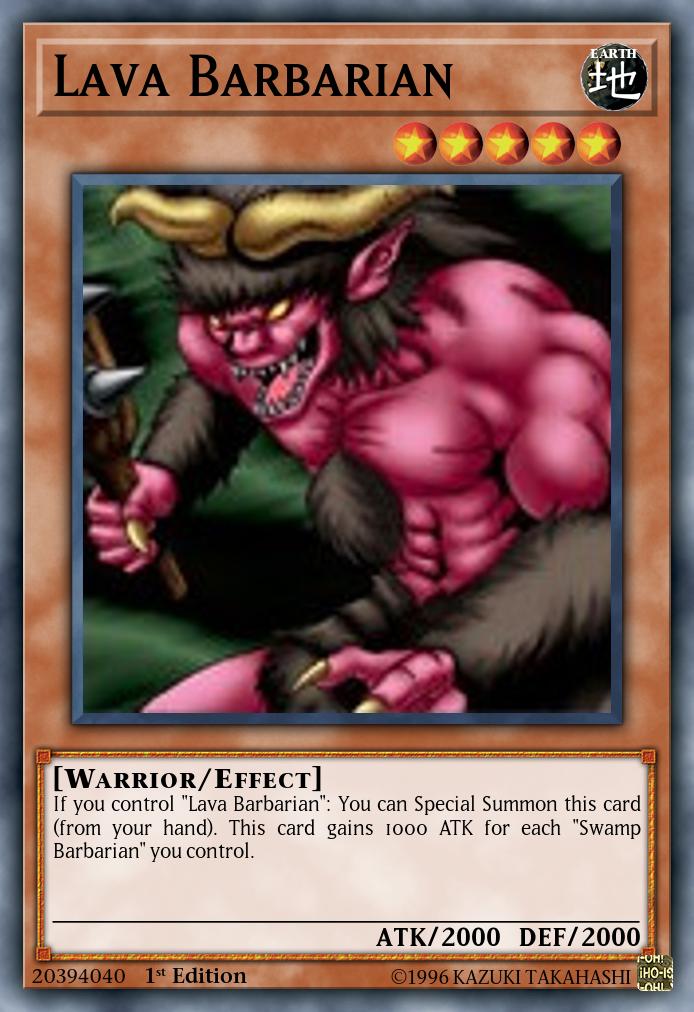 LAVA BARBARIAN
EARTH
地
[WARRIOR/EFFECT]
If you control "Lava Barbarian": You can Special Summon this card
(from your hand). This card gains 1000 ATK for each "Swamp
Barbarian" you control.
ATK/2000 DEF/2000
20394040 1st Edition ©1996 KAZUKI TAKAHASHI